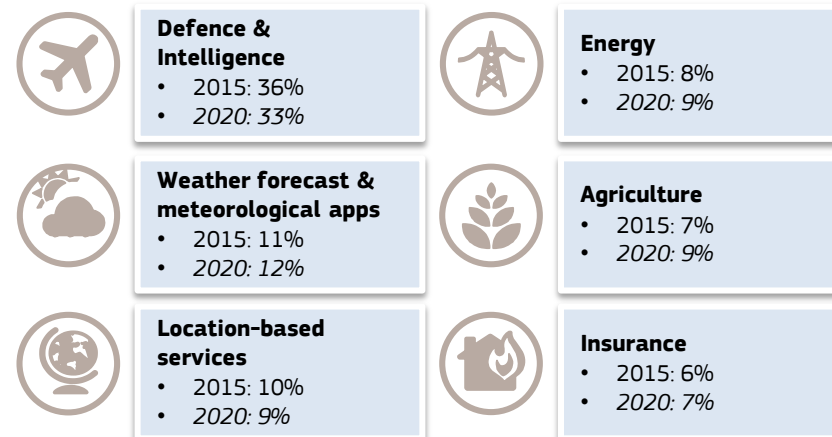 Defence &
Intelligence
• 2015: 36%
• 2020: 33%
Energy
• 2015: 8%
• 2020: 9%
Weather forecast &
meteorological apps
• 2015: 11%
• 2020: 12%
Agriculture
• 2015: 7%
• 2020: 9%
Location-based
services
• 2015: 10%
• 2020: 9%
Insurance
• 2015: 6%
• 2020: 7%